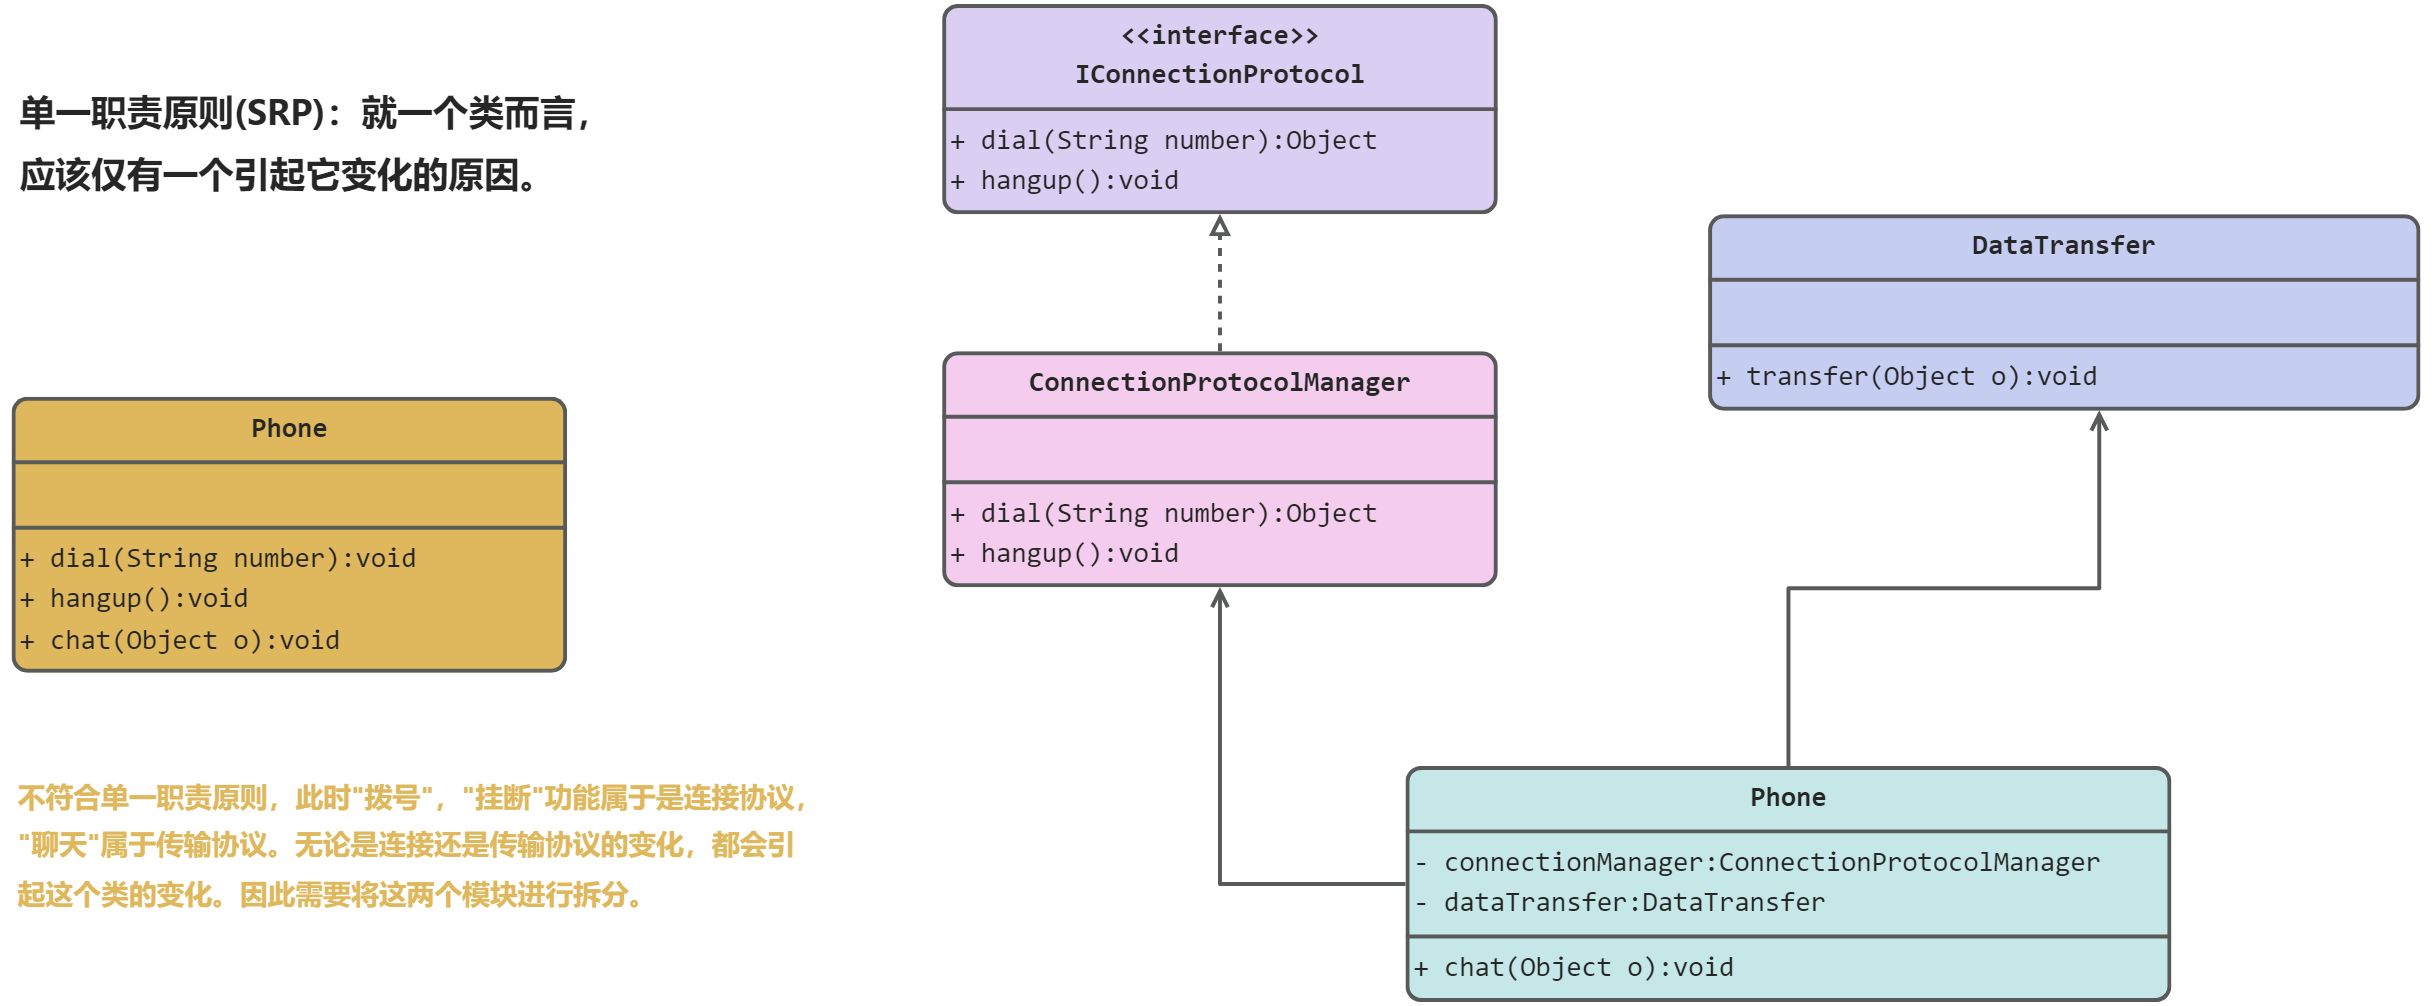 单一职责原则(SRP)：就一个类而言，
应该仅有一个引起它变化的原因。
Phone
+ dial(String number):void
+ hangup():void
+ chat(Object o):void
不符合单一职责原则，此时"拨号"，"挂断"功能属于是连接协议，
"聊天"属于传输协议。无论是连接还是传输协议的变化，都会引
起这个类的变化。因此需要将这两个模块进行拆分。
<<interface>>
IConnectionProtocol
+ dial(String number):Object
+ hangup():void
ConnectionProtocolManager
+ dial(String number):Object
+ hangup():void
DataTransfer
+ transfer(Object o):void
Phone
- connectionManager:ConnectionProtocolManager
- dataTransfer:DataTransfer
+ chat(Object o):void